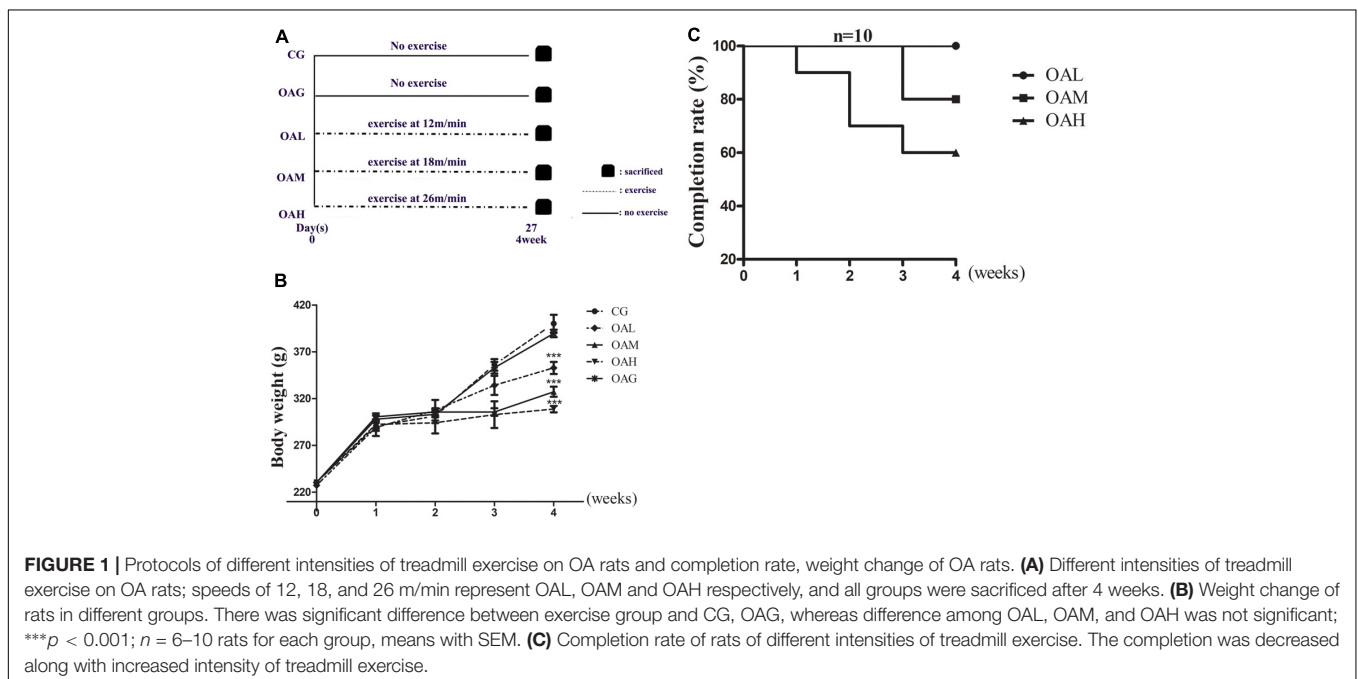 A
CG
No exercise
OAG
No exercise
OAL
exercise at 12m/min
OAM
exercise at 18m/min
OAH
exercise at 26m/min
Day(s)
0
27
4week
: sacrificed
: exercise
: no exercise
C
n=10
Completion rate (%)
100
80
60
40
20
0 1 2 3 4 (weeks)
OAL
OAM
OAH
B
Body weight (g)
420
370
320
270
220
0 1 2 3 4 (weeks)
***
***
***
CG
OAL
OAM
OAH
OAG
FIGURE 1 | Protocols of different intensities of treadmill exercise on OA rats and completion rate, weight change of OA rats. (A) Different intensities of treadmill
exercise on OA rats; speeds of 12, 18, and 26 m/min represent OAL, OAM and OAH respectively, and all groups were sacrificed after 4 weeks. (B) Weight change of
rats in different groups. There was significant difference between exercise group and CG, OAG, whereas difference among OAL, OAM, and OAH was not significant;
***p < 0.001; n = 6–10 rats for each group, means with SEM. (C) Completion rate of rats of different intensities of treadmill exercise. The completion was decreased
along with increased intensity of treadmill exercise.